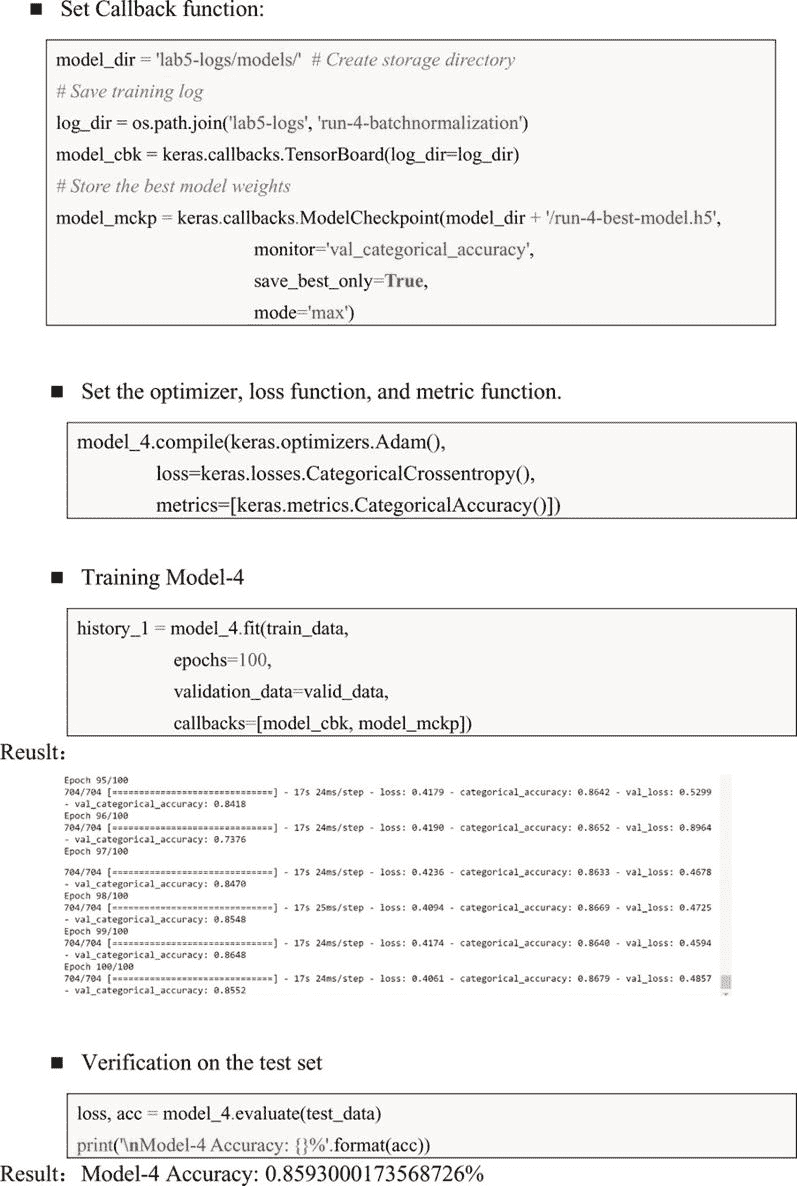 ■ Set Callback function:
model_dir = 'lab5-logs/models/'  # Create storage directory
# Save training log
log_dir = os.path.join('lab5-logs', 'run-4-batchnormalization')
model_cbk = keras.callbacks.TensorBoard(log_dir=log_dir)
# Store the best model weights
model_mckp = keras.callbacks.ModelCheckpoint(model_dir + '/run-4-best-model.h5',
monitor='val_categorical_accuracy',
save_best_only=True,
mode='max')
■ Set the optimizer, loss function, and metric function.
model_4.compile(keras.optimizers.Adam(),
loss=keras.losses.CategoricalCrossentropy(),
metrics=[keras.metrics.CategoricalAccuracy()])
■ Training Model-4
history_1 = model_4.fit(train_data,
epochs=100,
validation_data=valid_data,
callbacks=[model_cbk, model_mckp])
Reuslt：
Epoch 95/100
704/704 [==============================] - 17s 24ms/step - loss: 0.4179 - categorical_accuracy: 0.8642 - val_loss: 0.5299
- val_categorical_accuracy: 0.8418
Epoch 96/100
704/704 [==============================] - 17s 24ms/step - loss: 0.4190 - categorical_accuracy: 0.8652 - val_loss: 0.8964
- val_categorical_accuracy: 0.7376
Epoch 97/100
704/704 [==============================] - 17s 24ms/step - loss: 0.4236 - categorical_accuracy: 0.8633 - val_loss: 0.4678
- val_categorical_accuracy: 0.8470
Epoch 98/100
704/704 [==============================] - 17s 25ms/step - loss: 0.4094 - categorical_accuracy: 0.8669 - val_loss: 0.4725
- val_categorical_accuracy: 0.8548
Epoch 99/100
704/704 [==============================] - 17s 24ms/step - loss: 0.4174 - categorical_accuracy: 0.8640 - val_loss: 0.4594
- val_categorical_accuracy: 0.8648
Epoch 100/100
704/704 [==============================] - 17s 24ms/step - loss: 0.4061 - categorical_accuracy: 0.8679 - val_loss: 0.4857
- val_categorical_accuracy: 0.8552
■ Verification on the test set
loss, acc = model_4.evaluate(test_data)
print('\nModel-4 Accuracy: {}%'.format(acc))
Result：Model-4 Accuracy: 0.8593000173568726%